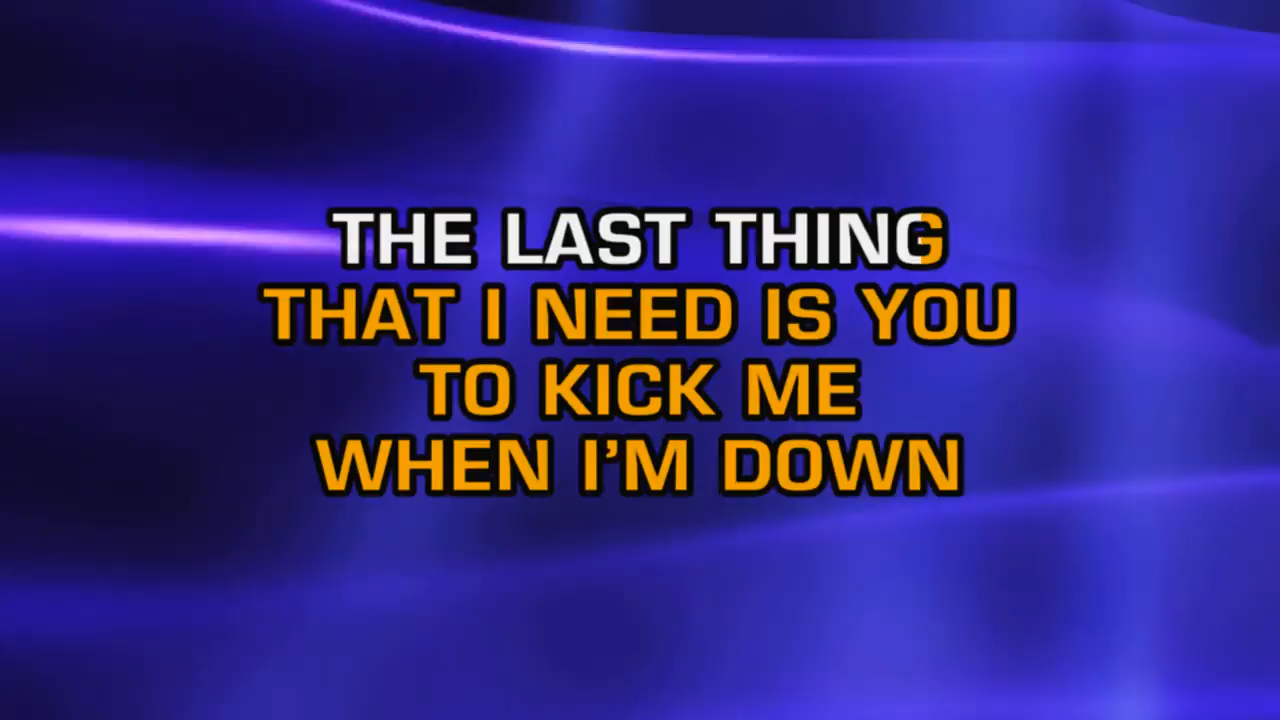 THE LAST THING
THAT I NEED IS YOU
TO KICK ME
WHEN I’M DOWN